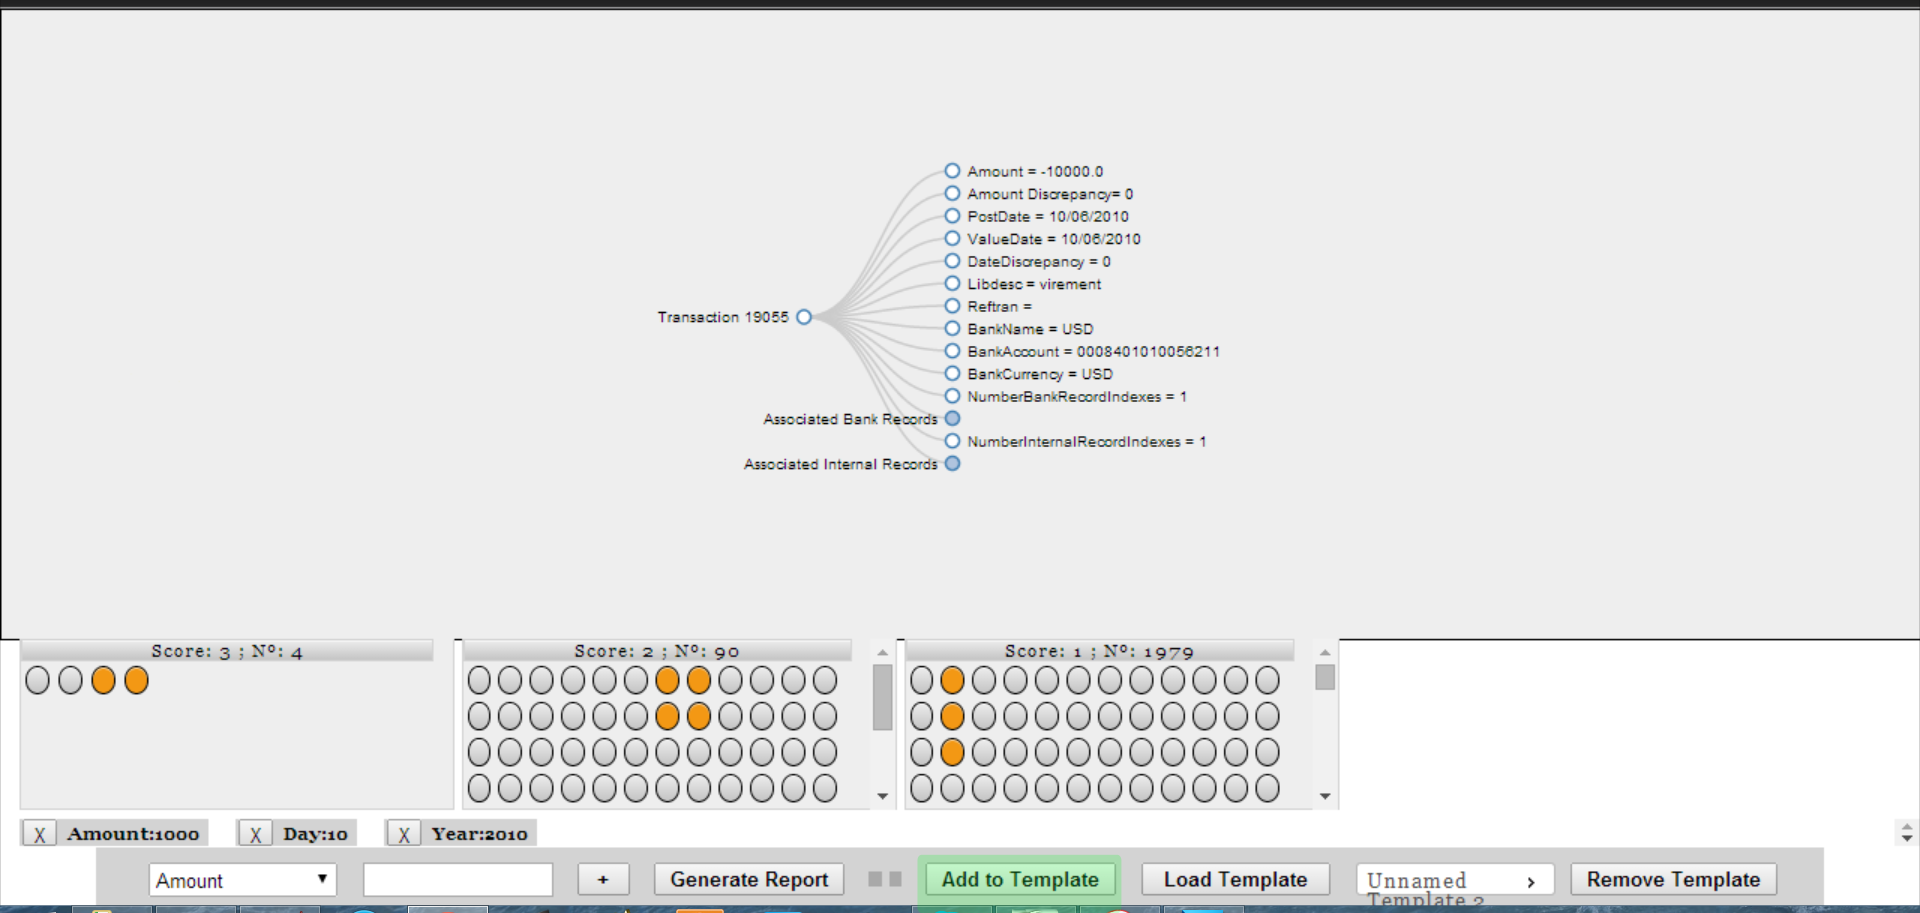 Amount = -10000.0
Amount Discrepancy= 0
PostDate = 10/06/2010
ValueDate = 10/06/2010
DateDiscrepancy = 0
Libdesc = virement
Reftran =
Transaction 19055
BankName = USD
BankAccount = 0008401010056211
BankCurrency = USD
NumberBankRecordIndexes = 1
Associated Bank Records
NumberInternalRecordIndexes = 1
Associated Internal Records
Score: 3 ; Nº: 4
Score: 2 ; Nº: 90
Score: 1 ; Nº: 1979
X Amount:1000 X Day:10 X Year:2010
Amount + Generate Report Add to Template Load Template Unnamed > Remove Template
Template 2